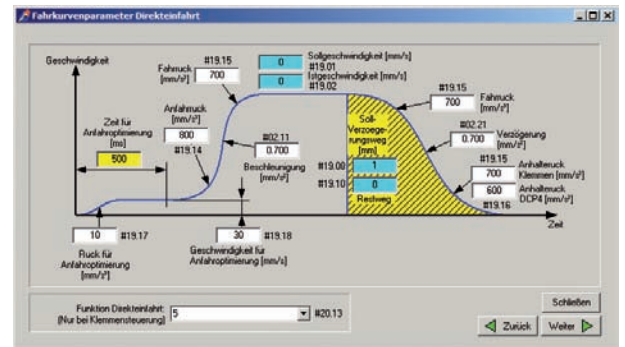 Fahrkurvenparameter Direkteinfahrt
Geschwindigkeit
Sollgeschwindigkeit [mm/s]
0 #19.01
Istgeschwindigkeit [mm/s]
0 #19.02
#19.15
Fahrruck [mm/s³]
700
#19.15
700
Fahrruck [mm/s³]
Anfahrruck [mm/s³]
800
#19.14
Zeit für Anfahroptimierung [ms]
500
#02.11
0.700
Beschleunigung [mm/s²]
Soll-Verzoegerungsweg [mm]
#19.09 1
#19.10 0
Restweg
#02.21
0.700
Verzögerung [mm/s²]
#19.15
700
Anhalteruck Klemmen [mm/s³]
600
Anhalteruck DCP4 [mm/s³]
#19.16
Zeit
10 #19.17
Ruck für Anfahroptimierung [mm/s³]
30 #19.18
Geschwindigkeit für Anfahroptimierung [mm/s]
Funktion Direkteinfahrt: 5 #20.13
(Nur bei Klemmensteuerung)
Schließen
Zurück
Weiter